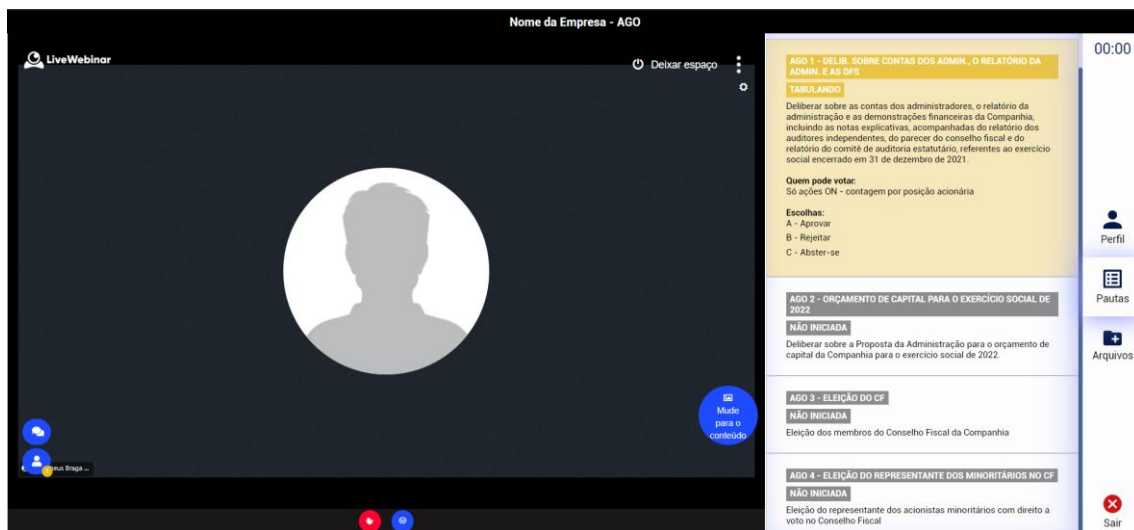 Nome da Empresa - AGO
LiveWebinar
Deixar espaço
Mude
para o
conteúdo
eus Braga ...
AGO 1 - DELIB. SOBRE CONTAS DOS ADMIN., O RELATÓRIO DA
ADMIN. E AS DFS
TABULANDO
Deliberar sobre as contas dos administradores, o relatório da
administração e as demonstrações financeiras da Companhia,
incluindo as notas explicativas, acompanhadas do relatório dos
auditores independentes, do parecer do conselho fiscal e do
relatório do comitê de auditoria estatutário, referentes ao exercício
social encerrado em 31 de dezembro de 2021.
Quem pode votar:
Só ações ON - contagem por posição acionária
Escolhas:
A - Aprovar
B - Rejeitar
C - Abster-se
AGO 2 - ORÇAMENTO DE CAPITAL PARA O EXERCÍCIO SOCIAL DE
2022
NÃO INICIADA
Deliberar sobre a Proposta da Administração para o orçamento de
capital da Companhia para o exercício social de 2022.
AGO 3 - ELEIÇÃO DO CF
NÃO INICIADA
Eleição dos membros do Conselho Fiscal da Companhia
AGO 4 - ELEIÇÃO DO REPRESENTANTE DOS MINORITÁRIOS NO CF
NÃO INICIADA
Eleição do representante dos acionistas minoritários com direito a
voto no Conselho Fiscal
00:00
Perfil
Pautas
Arquivos
Sair